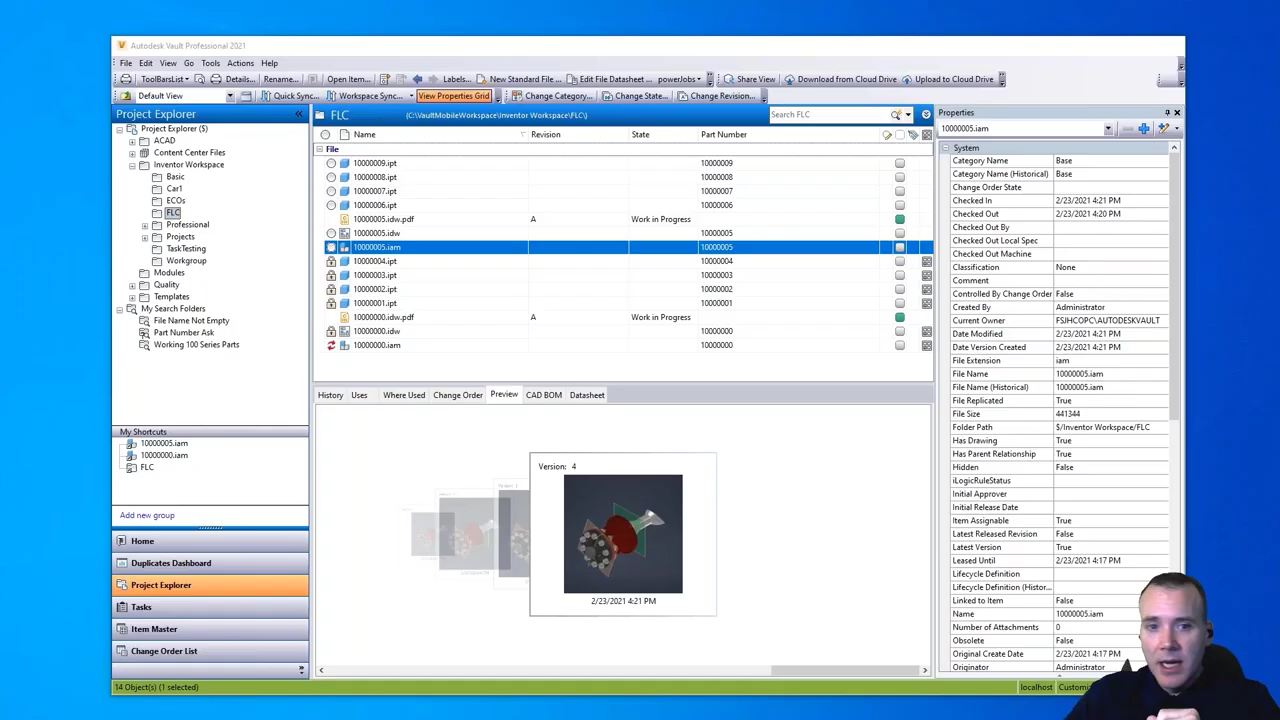 Autodesk Vault Professional 2021
File Edit View Go Tools Actions Help
ToolBarsList Details... Rename... Open Item... Labels... New Standard File ... Edit File Datasheet ... powerJobs Share View Download from Cloud Drive Upload to Cloud Drive
Default View Quick Sync... Workspace Sync... View Properties Grid Change Category... Change State... Change Revision...
Project Explorer «
Project Explorer ($)
ACAD
Content Center Files
Inventor Workspace
Basic
Car1
ECOs
FLC
Professional
Projects
TaskTesting
Workgroup
Modules
Quality
Templates
My Search Folders
File Name Not Empty
Part Number Ask
Working 100 Series Parts
My Shortcuts
10000005.iam
10000000.iam
FLC
Add new group
Home
Duplicates Dashboard
Project Explorer
Tasks
Item Master
Change Order List
FLC (C:\VaultMobileWorkspace\Inventor Workspace\FLC\) Search FLC
Name Revision State Part Number
File
10000009.ipt 10000009
10000008.ipt 10000008
10000007.ipt 10000007
10000006.ipt 10000006
10000005.idw.pdf A Work in Progress
10000005.idw 10000005
10000005.iam 10000005
10000004.ipt 10000004
10000003.ipt 10000003
10000002.ipt 10000002
10000001.ipt 10000001
10000000.idw.pdf A Work in Progress
10000000.idw 10000000
10000000.iam 10000000
History Uses Where Used Change Order Preview CAD BOM Datasheet
Version: 4
2/23/2021 4:21 PM
Properties
10000005.iam
System
Category Name Base
Category Name (Historical) Base
Change Order State
Checked In 2/23/2021 4:21 PM
Checked Out 2/23/2021 4:20 PM
Checked Out By
Checked Out Local Spec
Checked Out Machine
Classification None
Comment
Controlled By Change Order False
Created By Administrator
Current Owner FSJHCOPC\AUTODESKVAULT
Date Modified 2/23/2021 4:21 PM
Date Version Created 2/23/2021 4:21 PM
File Extension iam
File Name 10000005.iam
File Name (Historical) 10000005.iam
File Replicated True
File Size 441344
Folder Path $/Inventor Workspace/FLC
Has Drawing True
Has Parent Relationship True
Hidden False
iLogicRuleStatus
Initial Approver
Initial Release Date
Item Assignable True
Latest Released Revision False
Latest Version True
Leased Until 2/23/2021 4:17 PM
Lifecycle Definition
Lifecycle Definition (Histor...
Linked to Item False
Name 10000005.iam
Number of Attachments 0
Obsolete False
Original Create Date 2/23/2021 4:17 PM
Originator Administrator
14 Object(s) (1 selected) localhost